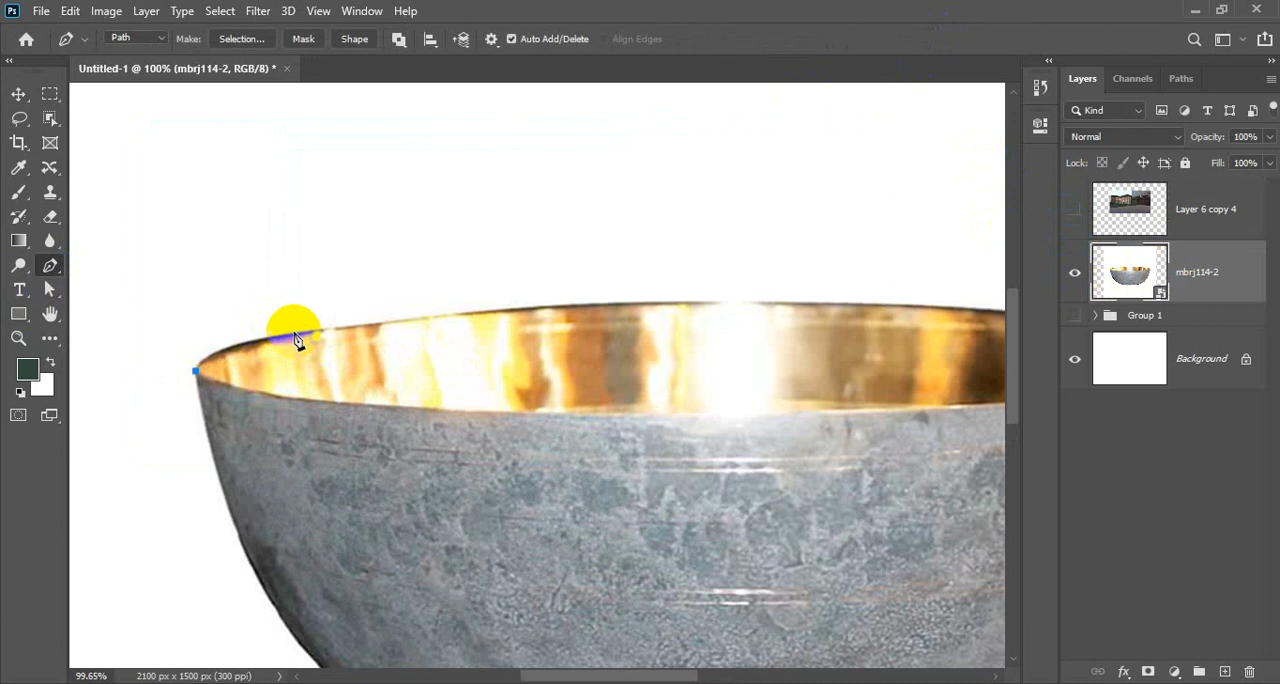 Ps File Edit Image Layer Type Select Filter 3D View Window Help
Path Make: Selection... Mask Shape Auto Add/Delete Align Edges
Untitled-1 @ 100% (mbrj114-2, RGB/8) * ×
Layers Channels Paths
Kind
Normal Opacity: 100%
Lock: Fill: 100%
Layer 6 copy 4
mbrj114-2
Group 1
Background
99.65% 2100 px x 1500 px (300 ppi)